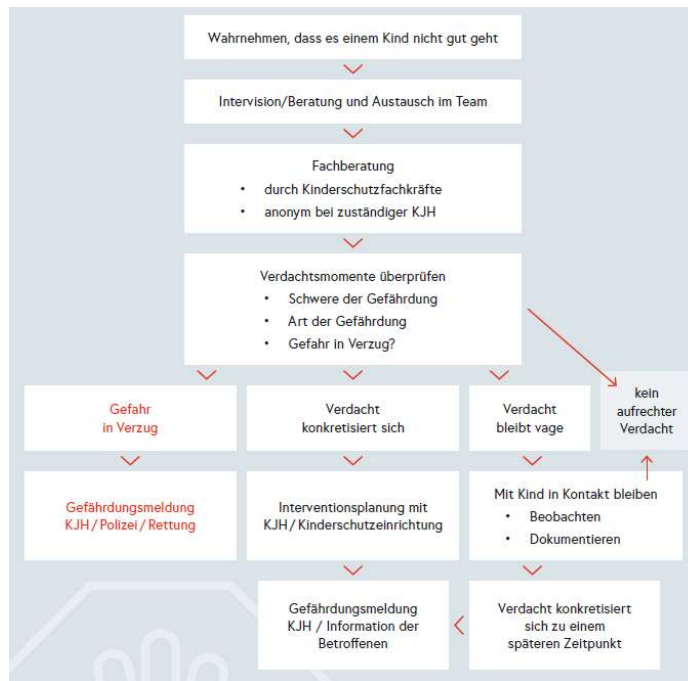 Wahrnehmen, dass es einem Kind nicht gut geht
Intervision/Beratung und Austausch im Team
Fachberatung
• durch Kinderschutzfachkräfte
• anonym bei zuständiger KJH
Verdachtsmomente überprüfen
• Schwere der Gefährdung
• Art der Gefährdung
• Gefahr in Verzug?
Gefahr
in Verzug
Verdacht
konkretisiert sich
Verdacht
bleibt vage
kein
aufrechter
Verdacht
Gefährdungsmeldung
KJH / Polizei / Rettung
Interventionsplanung mit
KJH / Kinderschutzeinrichtung
Mit Kind in Kontakt bleiben
• Beobachten
• Dokumentieren
Gefährdungsmeldung
KJH / Information der
Betroffenen
Verdacht konkretisiert
sich zu einem
späteren Zeitpunkt